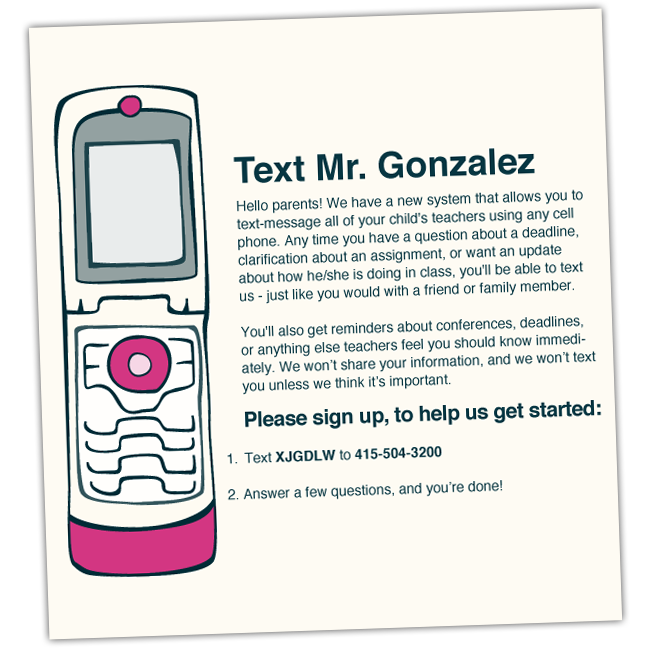 Text Mr. Gonzalez
Hello parents! We have a new system that allows you to
text-message all of your child's teachers using any cell
phone. Any time you have a question about a deadline,
clarification about an assignment, or want an update
about how he/she is doing in class, you'll be able to text
us - just like you would with a friend or family member.
You'll also get reminders about conferences, deadlines,
or anything else teachers feel you should know immedi-
ately. We won't share your information, and we won't text
you unless we think it's important.
Please sign up, to help us get started:
1. Text XJGDLW to 415-504-3200
2. Answer a few questions, and you're done!